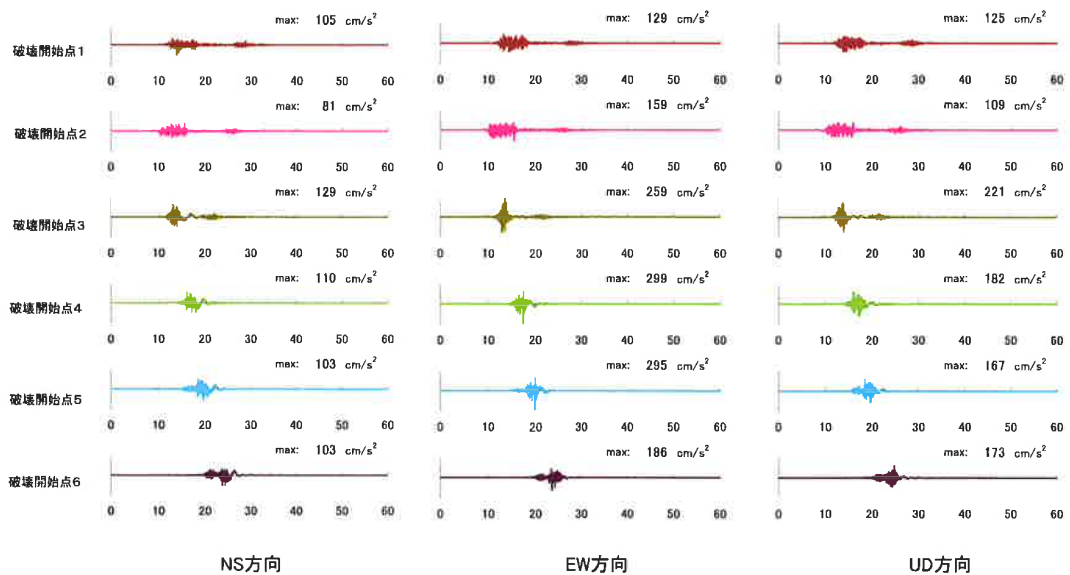 max: 105 cm/s² max: 129 cm/s² max: 125 cm/s²
破壊開始点1
0 10 20 30 40 50 60 0 10 20 30 40 50 60 0 10 20 30 40 50 60
max: 81 cm/s² max: 159 cm/s² max: 109 cm/s²
破壊開始点2
0 10 20 30 40 50 60 0 10 20 30 40 50 60 0 10 20 30 40 50 60
max: 129 cm/s² max: 259 cm/s² max: 221 cm/s²
破壊開始点3
0 10 20 30 40 50 60 0 10 20 30 40 50 60 0 10 20 30 40 50 60
max: 110 cm/s² max: 299 cm/s² max: 182 cm/s²
破壊開始点4
0 10 20 30 40 50 60 0 10 20 30 40 50 60 0 10 20 30 40 50 60
max: 103 cm/s² max: 295 cm/s² max: 167 cm/s²
破壊開始点5
0 10 20 30 40 50 60 0 10 20 30 40 50 60 0 10 20 30 40 50 60
max: 103 cm/s² max: 186 cm/s² max: 173 cm/s²
破壊開始点6
0 10 20 30 40 50 60 0 10 20 30 40 50 60 0 10 20 30 40 50 60
NS方向 EW方向 UD方向